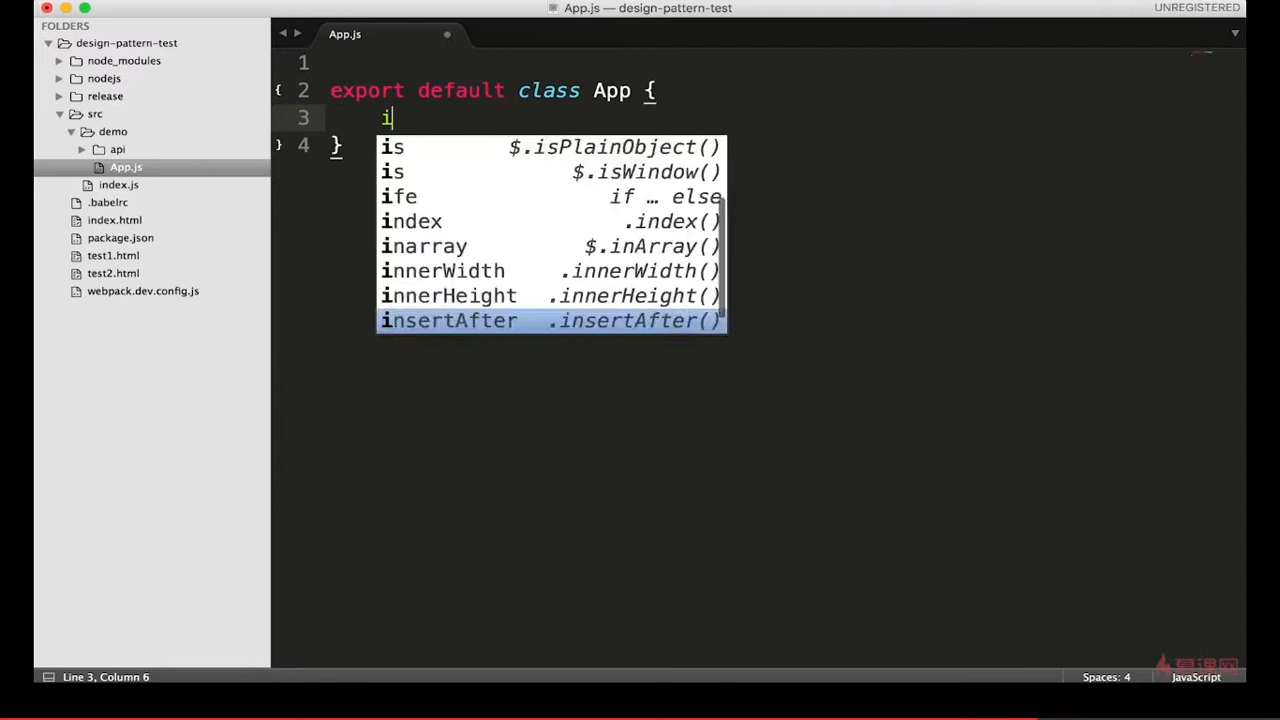 App.js — design-pattern-test
UNREGISTERED
FOLDERS
design-pattern-test
node_modules
nodejs
release
src
demo
api
App.js
index.js
.babelrc
index.html
package.json
test1.html
test2.html
webpack.dev.config.js
App.js
1
2 export default class App {
3 i
4 }
is $.isPlainObject()
is $.isWindow()
ife if … else
index .index()
inarray $.inArray()
innerWidth .innerWidth()
innerHeight .innerHeight()
insertAfter .insertAfter()
慕课网
Line 3, Column 6
Spaces: 4
JavaScript